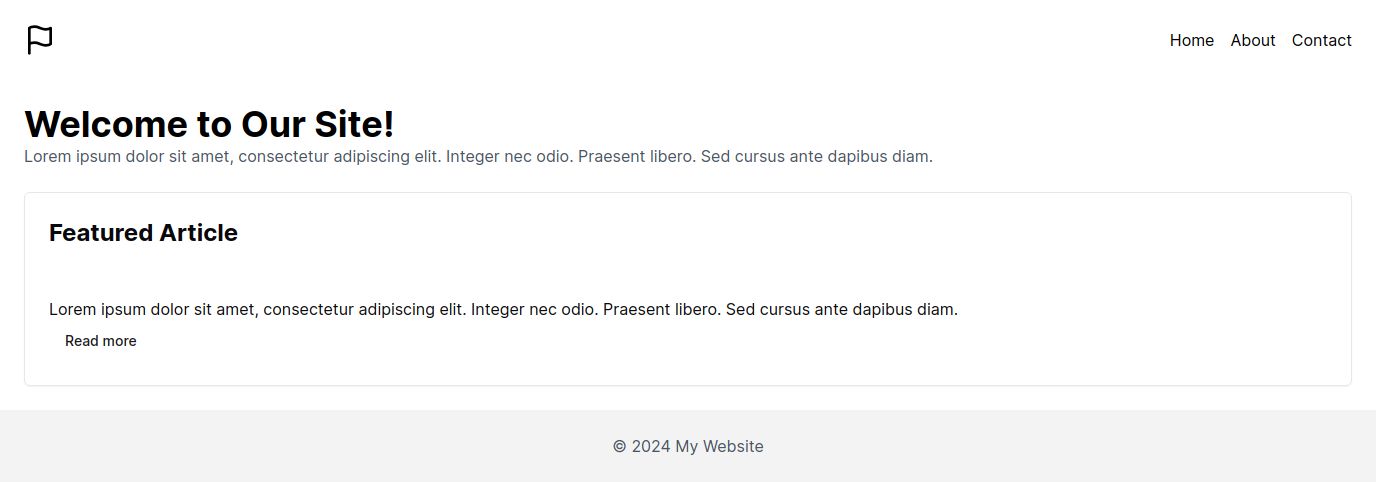 Home About Contact
Welcome to Our Site!
Lorem ipsum dolor sit amet, consectetur adipiscing elit. Integer nec odio. Praesent libero. Sed cursus ante dapibus diam.
Featured Article
Lorem ipsum dolor sit amet, consectetur adipiscing elit. Integer nec odio. Praesent libero. Sed cursus ante dapibus diam.
Read more
© 2024 My Website